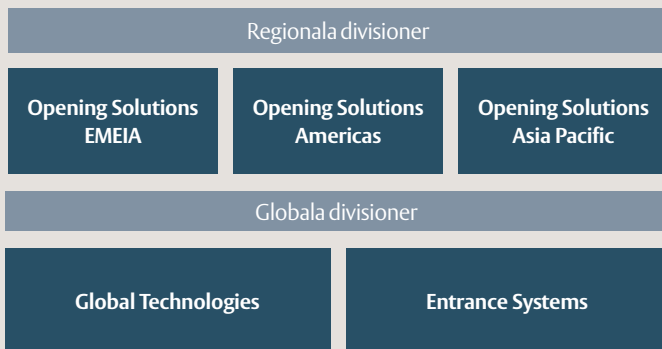 Regionala divisioner
Opening Solutions
EMEIA
Opening Solutions
Americas
Opening Solutions
Asia Pacific
Globala divisioner
Global Technologies
Entrance Systems